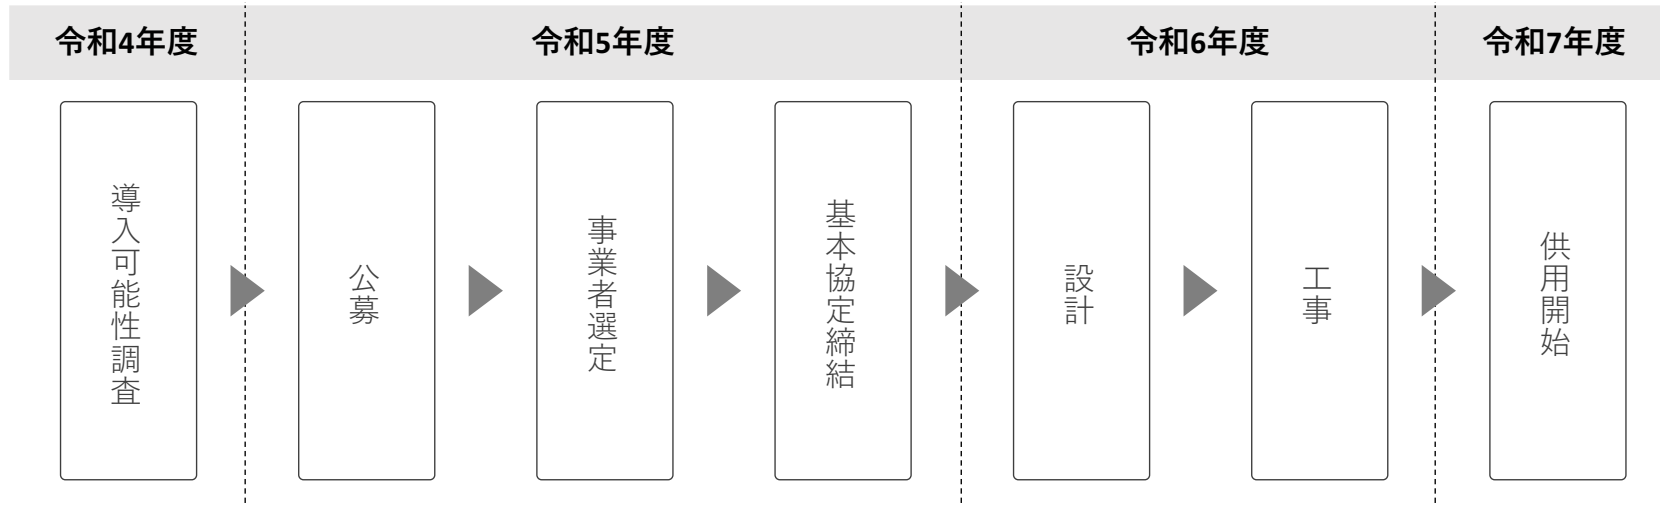 令和4年度
令和5年度
令和6年度
令和7年度
導入可能性調査
公募
事業者選定
基本協定締結
設計
工事
供用開始